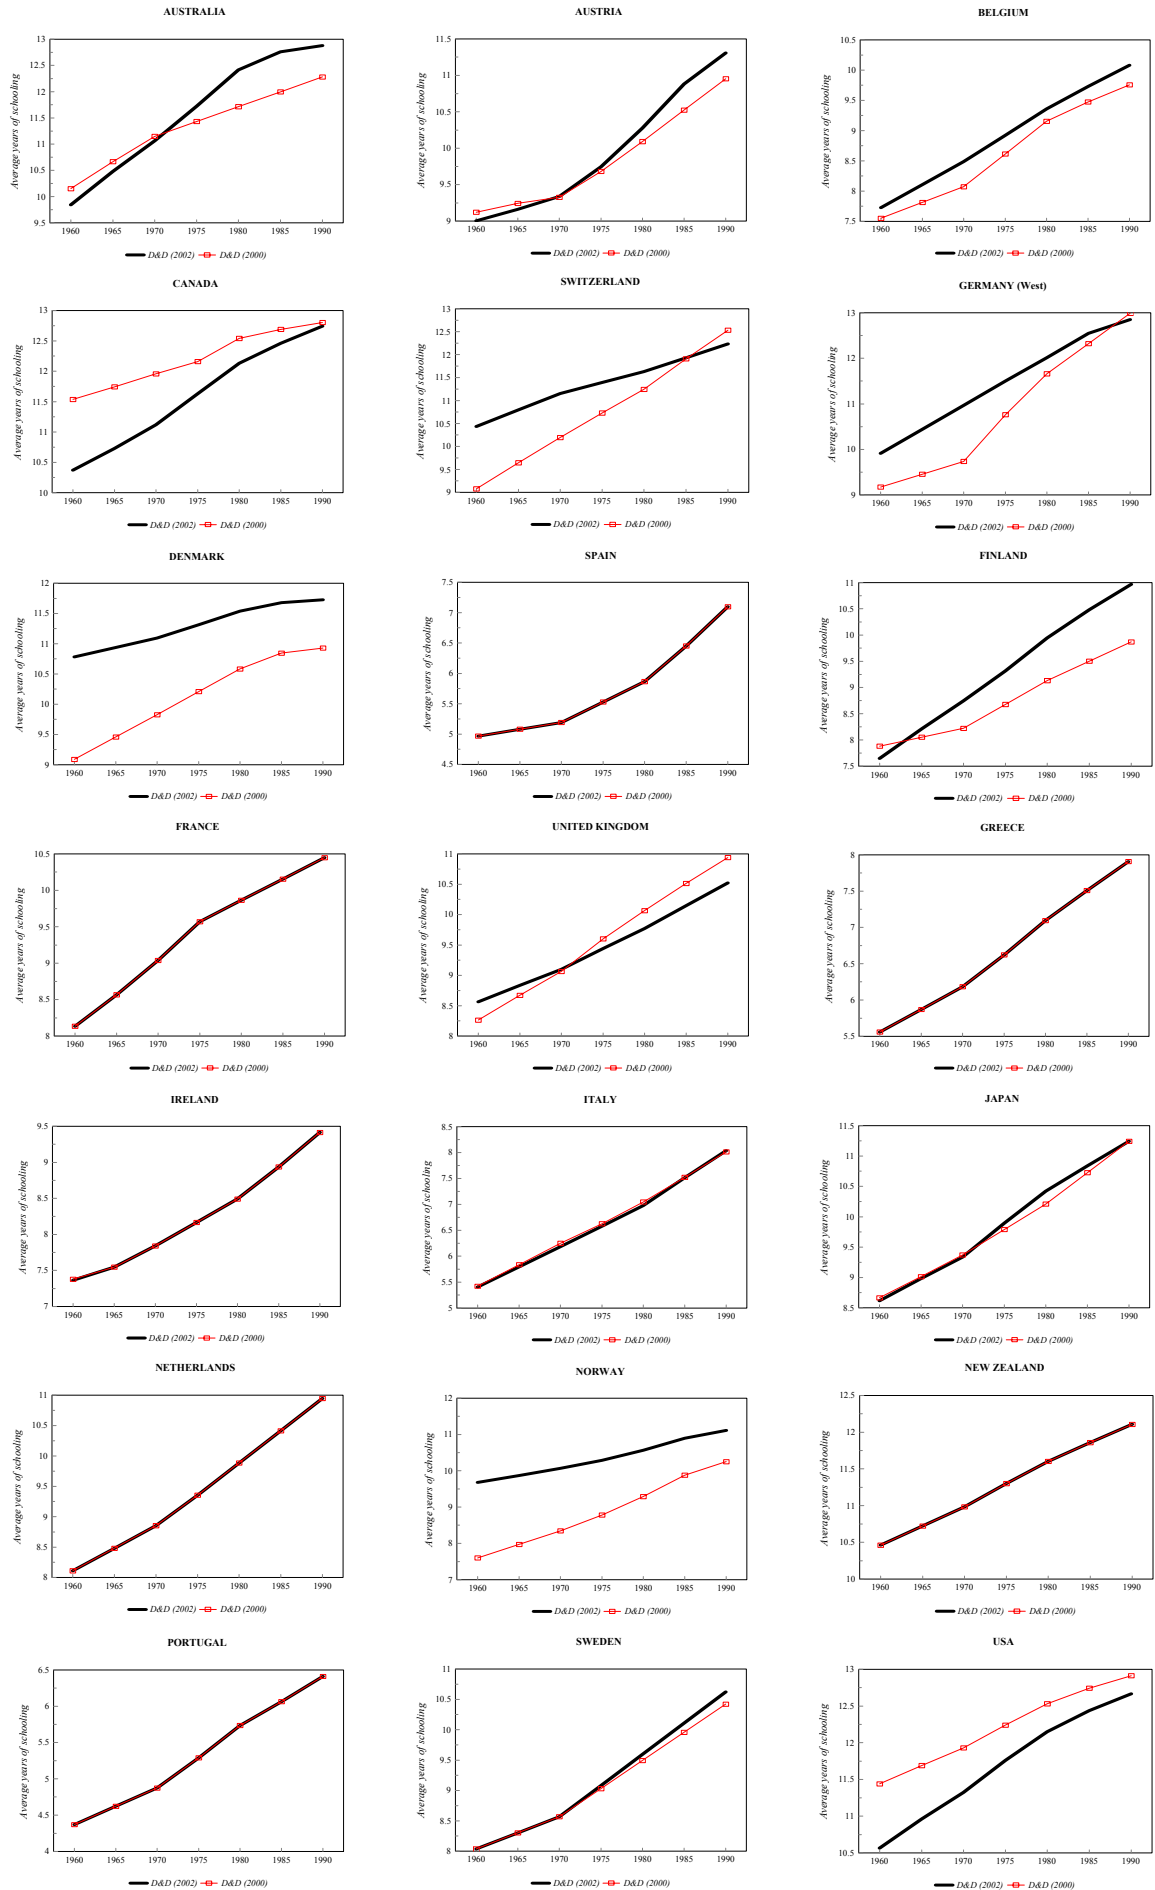 AUSTRALIA
Average years of schooling
13
12.5
12
11.5
11
10.5
10
9.5
1960 1965 1970 1975 1980 1985 1990
D&D (2002) D&D (2000)
AUSTRIA
Average years of schooling
11.5
11
10.5
10
9.5
9
1960 1965 1970 1975 1980 1985 1990
D&D (2002) D&D (2000)
BELGIUM
Average years of schooling
10.5
10
9.5
9
8.5
8
7.5
1960 1965 1970 1975 1980 1985 1990
D&D (2002) D&D (2000)
CANADA
Average years of schooling
13
12.5
12
11.5
11
10.5
10
1960 1965 1970 1975 1980 1985 1990
D&D (2002) D&D (2000)
SWITZERLAND
Average years of schooling
13
12.5
12
11.5
11
10.5
10
9.5
9
1960 1965 1970 1975 1980 1985 1990
D&D (2002) D&D (2000)
GERMANY (West)
Average years of schooling
13
12
11
10
9
1960 1965 1970 1975 1980 1985 1990
D&D (2002) D&D (2000)
DENMARK
Average years of schooling
12
11.5
11
10.5
10
9.5
9
1960 1965 1970 1975 1980 1985 1990
D&D (2002) D&D (2000)
SPAIN
Average years of schooling
7.5
7
6.5
6
5.5
5
4.5
1960 1965 1970 1975 1980 1985 1990
D&D (2002) D&D (2000)
FINLAND
Average years of schooling
11
10.5
10
9.5
9
8.5
8
7.5
1960 1965 1970 1975 1980 1985 1990
D&D (2002) D&D (2000)
FRANCE
Average years of schooling
10.5
10
9.5
9
8.5
8
1960 1965 1970 1975 1980 1985 1990
D&D (2002) D&D (2000)
UNITED KINGDOM
Average years of schooling
11
10.5
10
9.5
9
8.5
8
1960 1965 1970 1975 1980 1985 1990
D&D (2002) D&D (2000)
GREECE
Average years of schooling
8
7.5
7
6.5
6
5.5
1960 1965 1970 1975 1980 1985 1990
D&D (2002) D&D (2000)
IRELAND
Average years of schooling
9.5
9
8.5
8
7.5
7
1960 1965 1970 1975 1980 1985 1990
D&D (2002) D&D (2000)
ITALY
Average years of schooling
8.5
8
7.5
7
6.5
6
5.5
5
1960 1965 1970 1975 1980 1985 1990
D&D (2002) D&D (2000)
JAPAN
Average years of schooling
11.5
11
10.5
10
9.5
9
8.5
1960 1965 1970 1975 1980 1985 1990
D&D (2002) D&D (2000)
NETHERLANDS
Average years of schooling
11
10.5
10
9.5
9
8.5
8
1960 1965 1970 1975 1980 1985 1990
D&D (2002) D&D (2000)
NORWAY
Average years of schooling
12
11
10
9
8
7
1960 1965 1970 1975 1980 1985 1990
D&D (2002) D&D (2000)
NEW ZEALAND
Average years of schooling
12.5
12
11.5
11
10.5
10
1960 1965 1970 1975 1980 1985 1990
D&D (2002) D&D (2000)
PORTUGAL
Average years of schooling
6.5
6
5.5
5
4.5
4
1960 1965 1970 1975 1980 1985 1990
D&D (2002) D&D (2000)
SWEDEN
Average years of schooling
11
10.5
10
9.5
9
8.5
8
1960 1965 1970 1975 1980 1985 1990
D&D (2002) D&D (2000)
USA
Average years of schooling
13
12.5
12
11.5
11
10.5
1960 1965 1970 1975 1980 1985 1990
D&D (2002) D&D (2000)